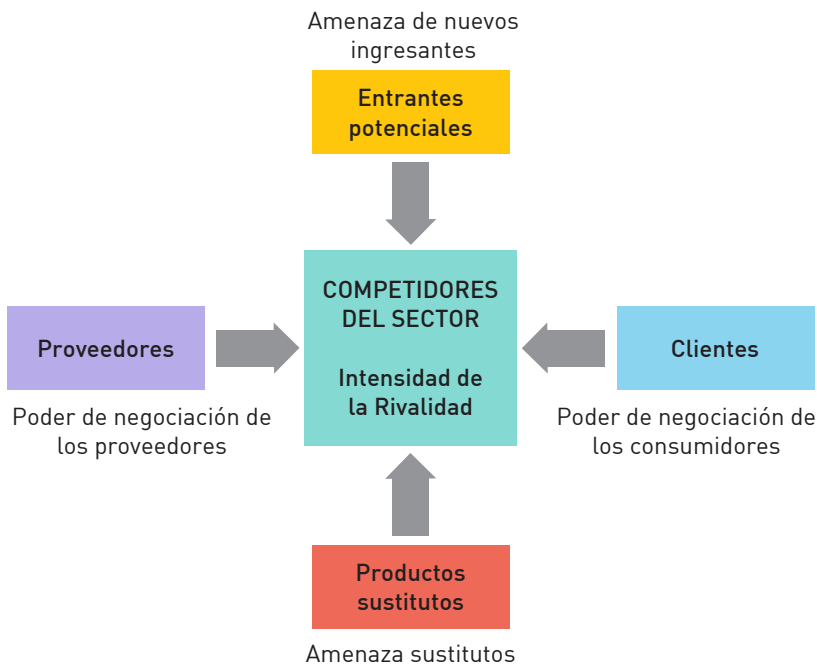 Amenaza de nuevos
ingresantes
Entrantes
potenciales
COMPETIDORES
DEL SECTOR
Intensidad de
la Rivalidad
Proveedores
Poder de negociación de
los proveedores
Clientes
Poder de negociación de
los consumidores
Productos
sustitutos
Amenaza sustitutos